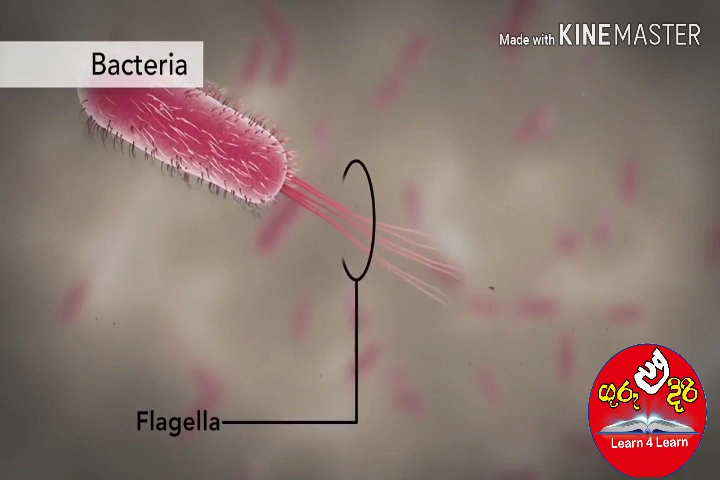 Made with KINEMASTER
Bacteria
Flagella
ගුරු
දිරි
Learn 4 Learn